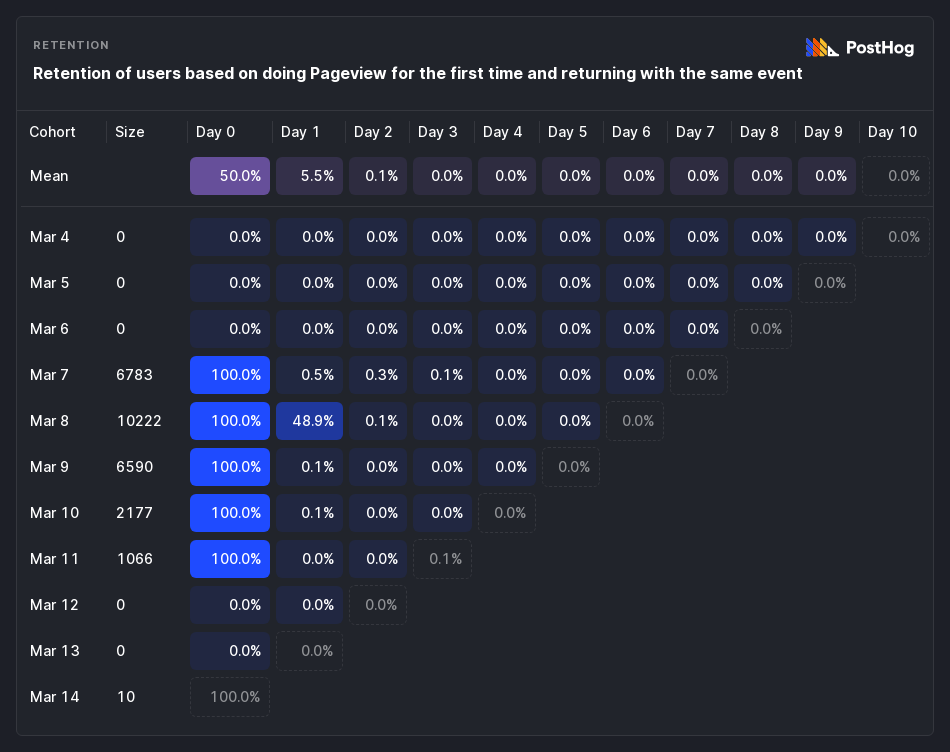 RETENTION
PostHog
Retention of users based on doing Pageview for the first time and returning with the same event
Cohort Size Day 0 Day 1 Day 2 Day 3 Day 4 Day 5 Day 6 Day 7 Day 8 Day 9 Day 10
Mean 50.0% 5.5% 0.1% 0.0% 0.0% 0.0% 0.0% 0.0% 0.0% 0.0% 0.0%
Mar 4 0 0.0% 0.0% 0.0% 0.0% 0.0% 0.0% 0.0% 0.0% 0.0% 0.0% 0.0%
Mar 5 0 0.0% 0.0% 0.0% 0.0% 0.0% 0.0% 0.0% 0.0% 0.0% 0.0%
Mar 6 0 0.0% 0.0% 0.0% 0.0% 0.0% 0.0% 0.0% 0.0% 0.0%
Mar 7 6783 100.0% 0.5% 0.3% 0.1% 0.0% 0.0% 0.0% 0.0%
Mar 8 10222 100.0% 48.9% 0.1% 0.0% 0.0% 0.0% 0.0%
Mar 9 6590 100.0% 0.1% 0.0% 0.0% 0.0% 0.0%
Mar 10 2177 100.0% 0.1% 0.0% 0.0% 0.0%
Mar 11 1066 100.0% 0.0% 0.0% 0.1%
Mar 12 0 0.0% 0.0% 0.0%
Mar 13 0 0.0% 0.0%
Mar 14 10 100.0%